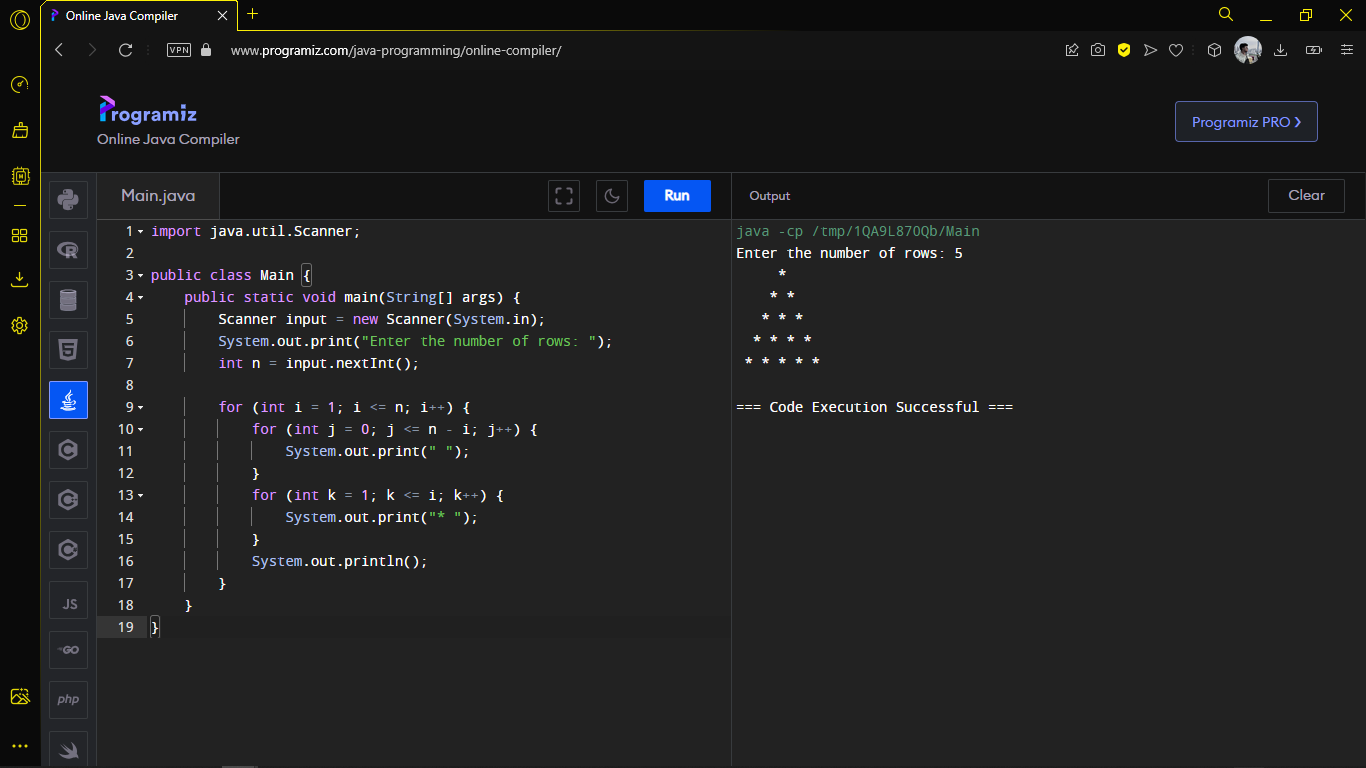 Online Java Compiler
VPN
www.programiz.com/java-programming/online-compiler/
Programiz
Online Java Compiler
Programiz PRO ❯
Main.java
Run
Output
Clear
1 import java.util.Scanner;
2
3 public class Main {
4     public static void main(String[] args) {
5         Scanner input = new Scanner(System.in);
6         System.out.print("Enter the number of rows: ");
7         int n = input.nextInt();
8
9         for (int i = 1; i <= n; i++) {
10             for (int j = 0; j <= n - i; j++) {
11                 System.out.print(" ");
12             }
13             for (int k = 1; k <= i; k++) {
14                 System.out.print("* ");
15             }
16             System.out.println();
17         }
18     }
19 }
java -cp /tmp/1QA9L87OQb/Main
Enter the number of rows: 5
     *
    * *
   * * *
  * * * *
 * * * * *
=== Code Execution Successful ===
JS
GO
php